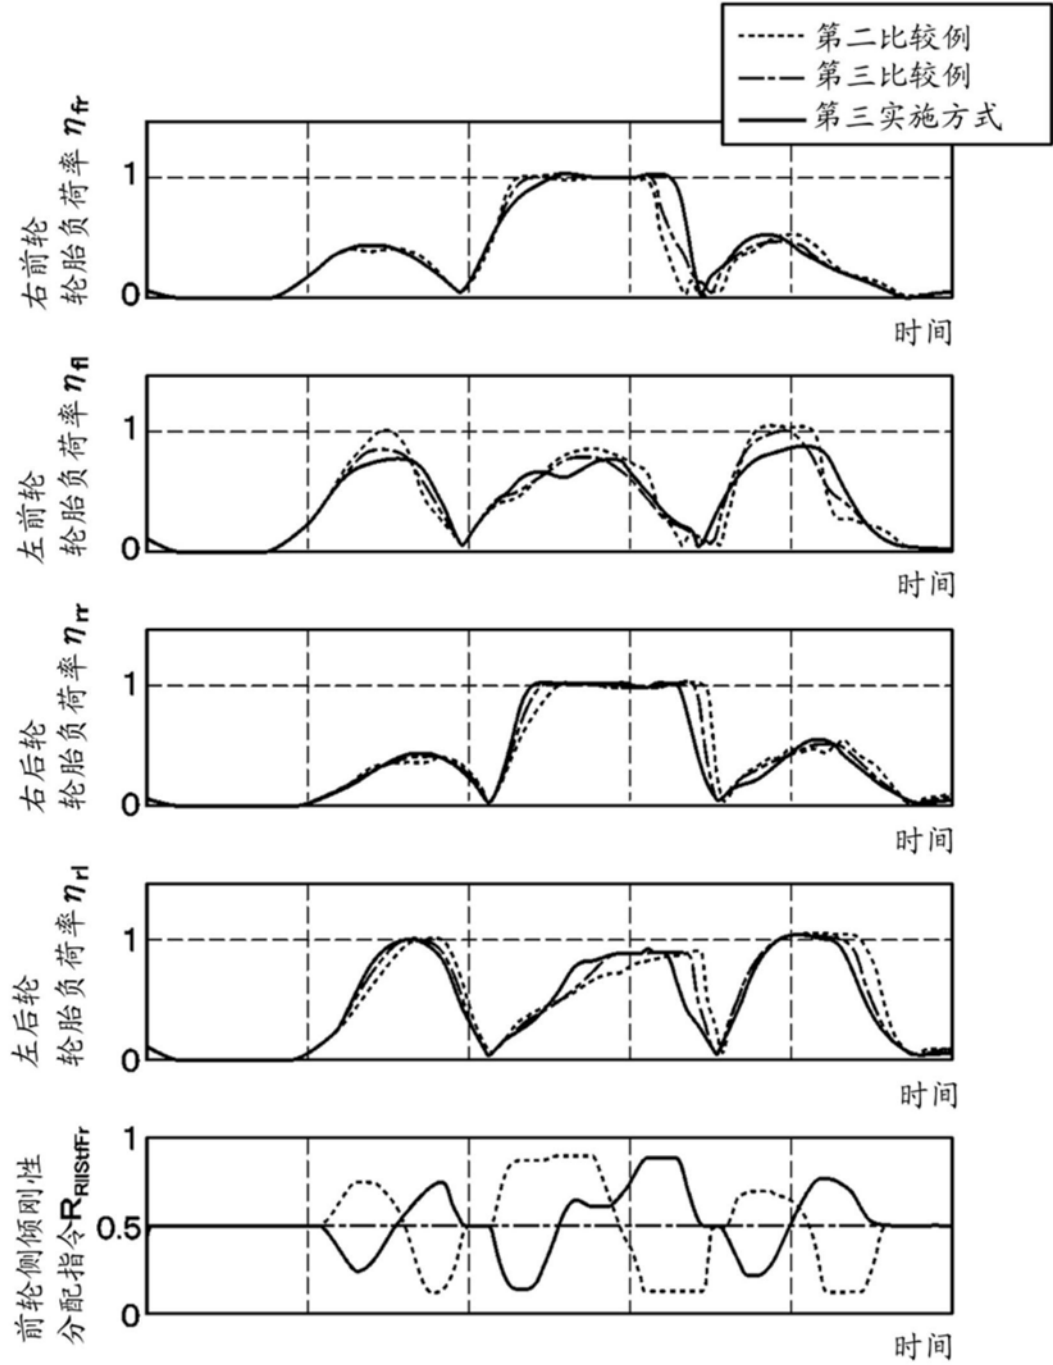 第二比较例
第三比较例
第三实施方式
右前轮
轮胎负荷率 ηfr
1
0
时间
左前轮
轮胎负荷率 ηfl
1
0
时间
右后轮
轮胎负荷率 ηrr
1
0
时间
左后轮
轮胎负荷率 ηrl
1
0
时间
前轮侧倾刚性
分配指令RRllStfFr
1
0.5
0
时间